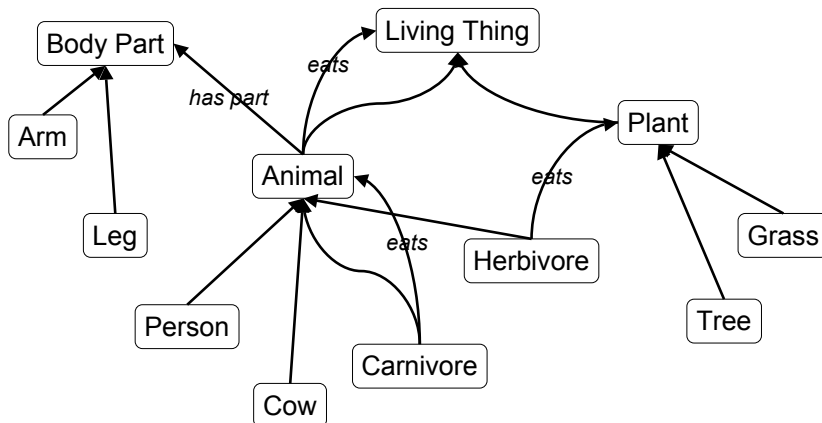 Living Thing
Body Part
eats
has part
Plant
Arm
Animal
eats
Leg
eats
Grass
Herbivore
Person
Tree
Carnivore
Cow